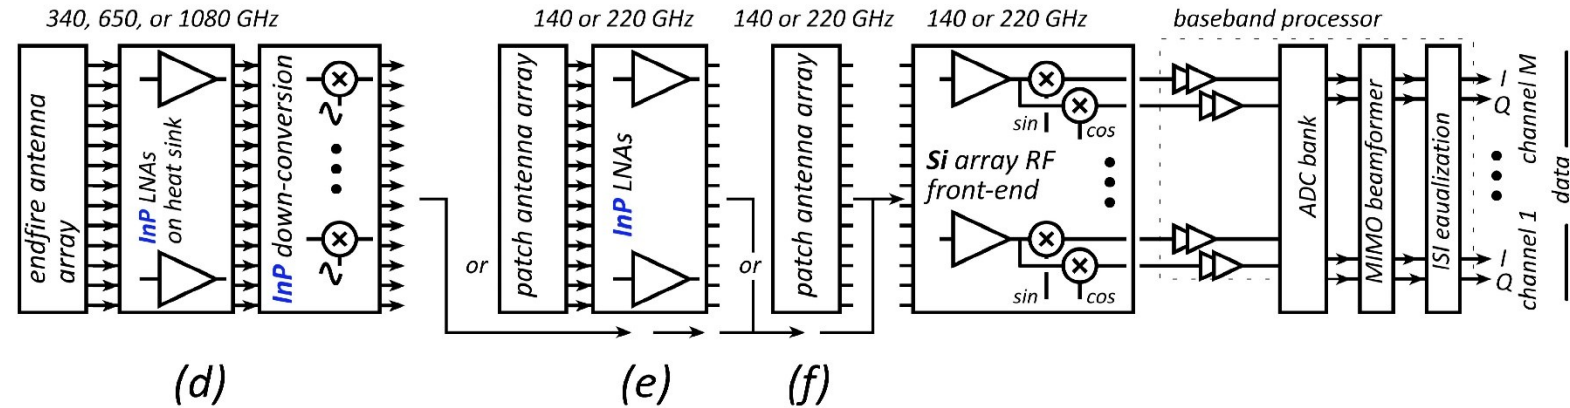 340, 650, or 1080 GHz
140 or 220 GHz
140 or 220 GHz
140 or 220 GHz
baseband processor
endfire antenna
array
InP LNAs
on heat sink
InP down-conversion
or
patch antenna array
InP LNAs
or
patch antenna array
Si array RF
front-end
sin
cos
sin
cos
ADC bank
MIMO beamformer
ISI eaualization
I
Q
channel M
I
Q
channel 1
data
(d)
(e)
(f)